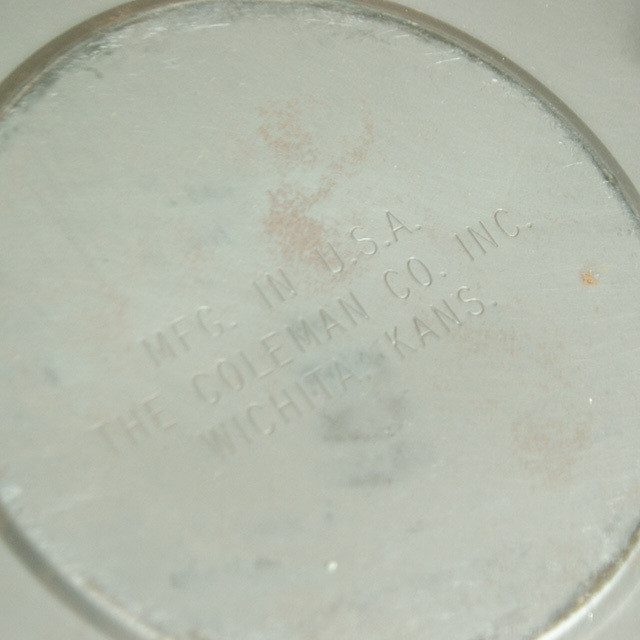 MFG. IN U.S.A.
THE COLEMAN CO. INC.
WICHITA, KANS.